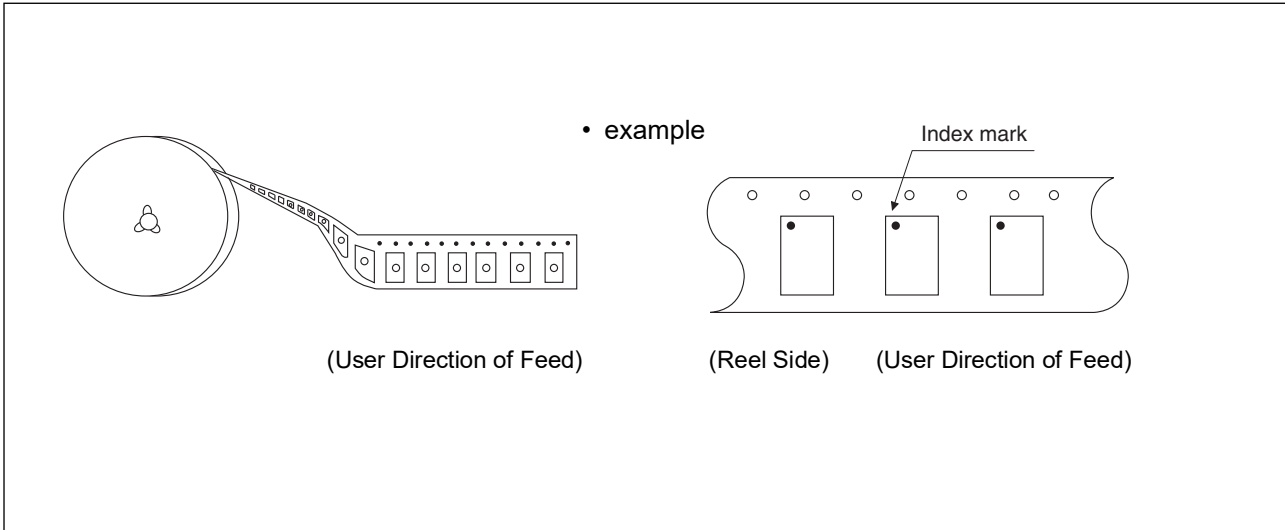 • example
Index mark
(User Direction of Feed)
(Reel Side)
(User Direction of Feed)